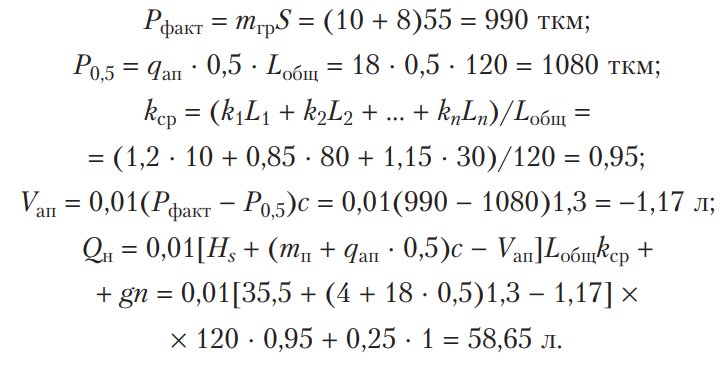 Pфакт = mгрS = (10 + 8)55 = 990 ткм;
P0,5 = qап · 0,5 · Lобщ = 18 · 0,5 · 120 = 1080 ткм;
kср = (k1L1 + k2L2 + ... + knLn)/Lобщ =
= (1,2 · 10 + 0,85 · 80 + 1,15 · 30)/120 = 0,95;
Vап = 0,01(Pфакт − P0,5)c = 0,01(990 − 1080)1,3 = −1,17 л;
Qн = 0,01[Hs + (mп + qап · 0,5)c − Vап]Lобщkср +
+ gn = 0,01[35,5 + (4 + 18 · 0,5)1,3 − 1,17] ×
× 120 · 0,95 + 0,25 · 1 = 58,65 л.